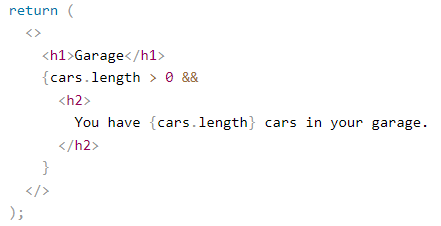 return (
  <>
    <h1>Garage</h1>
    {cars.length > 0 &&
      <h2>
        You have {cars.length} cars in your garage.
      </h2>
    }
  </>
);